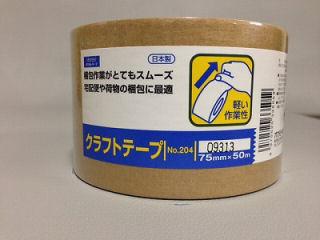 日本製
梱包作業がとてもスムーズ
宅配便や荷物の梱包に最適
軽い
作業性
クラフトテープ No.204
09313
75mm×50m